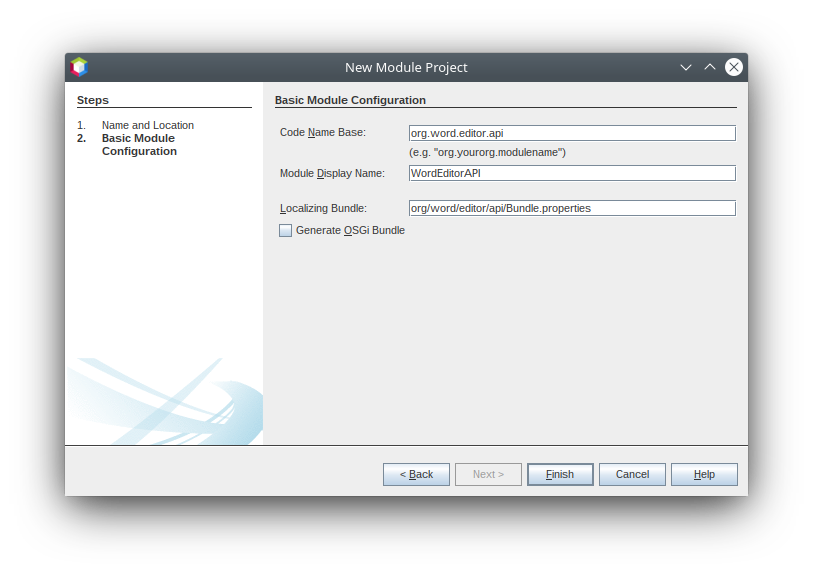 New Module Project
Steps
1. Name and Location
2. Basic Module
Configuration
Basic Module Configuration
Code Name Base: org.word.editor.api
(e.g. "org.yourorg.modulename")
Module Display Name: WordEditorAPI
Localizing Bundle: org/word/editor/api/Bundle.properties
Generate OSGi Bundle
< Back Next > Finish Cancel Help